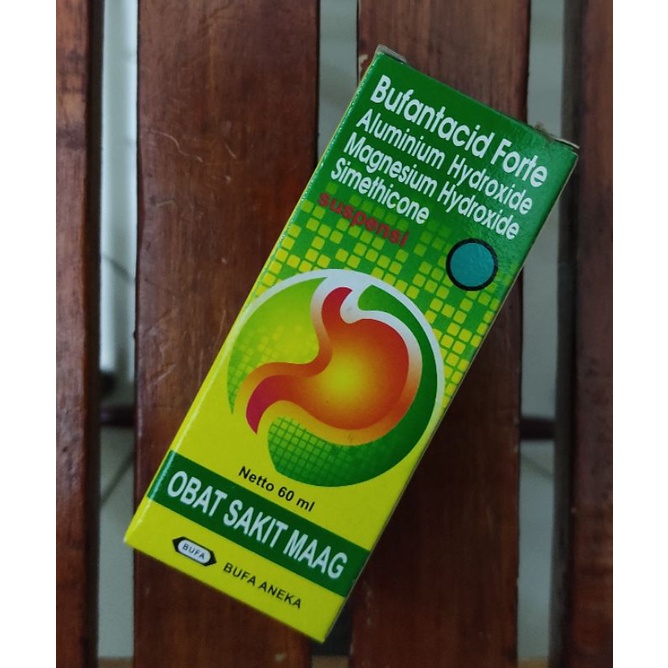 Bufantacid Forte
Aluminium Hydroxide
Magnesium Hydroxide
Simethicone
suspensi
Netto 60 ml
OBAT SAKIT MAAG
BUFA
BUFA ANEKA